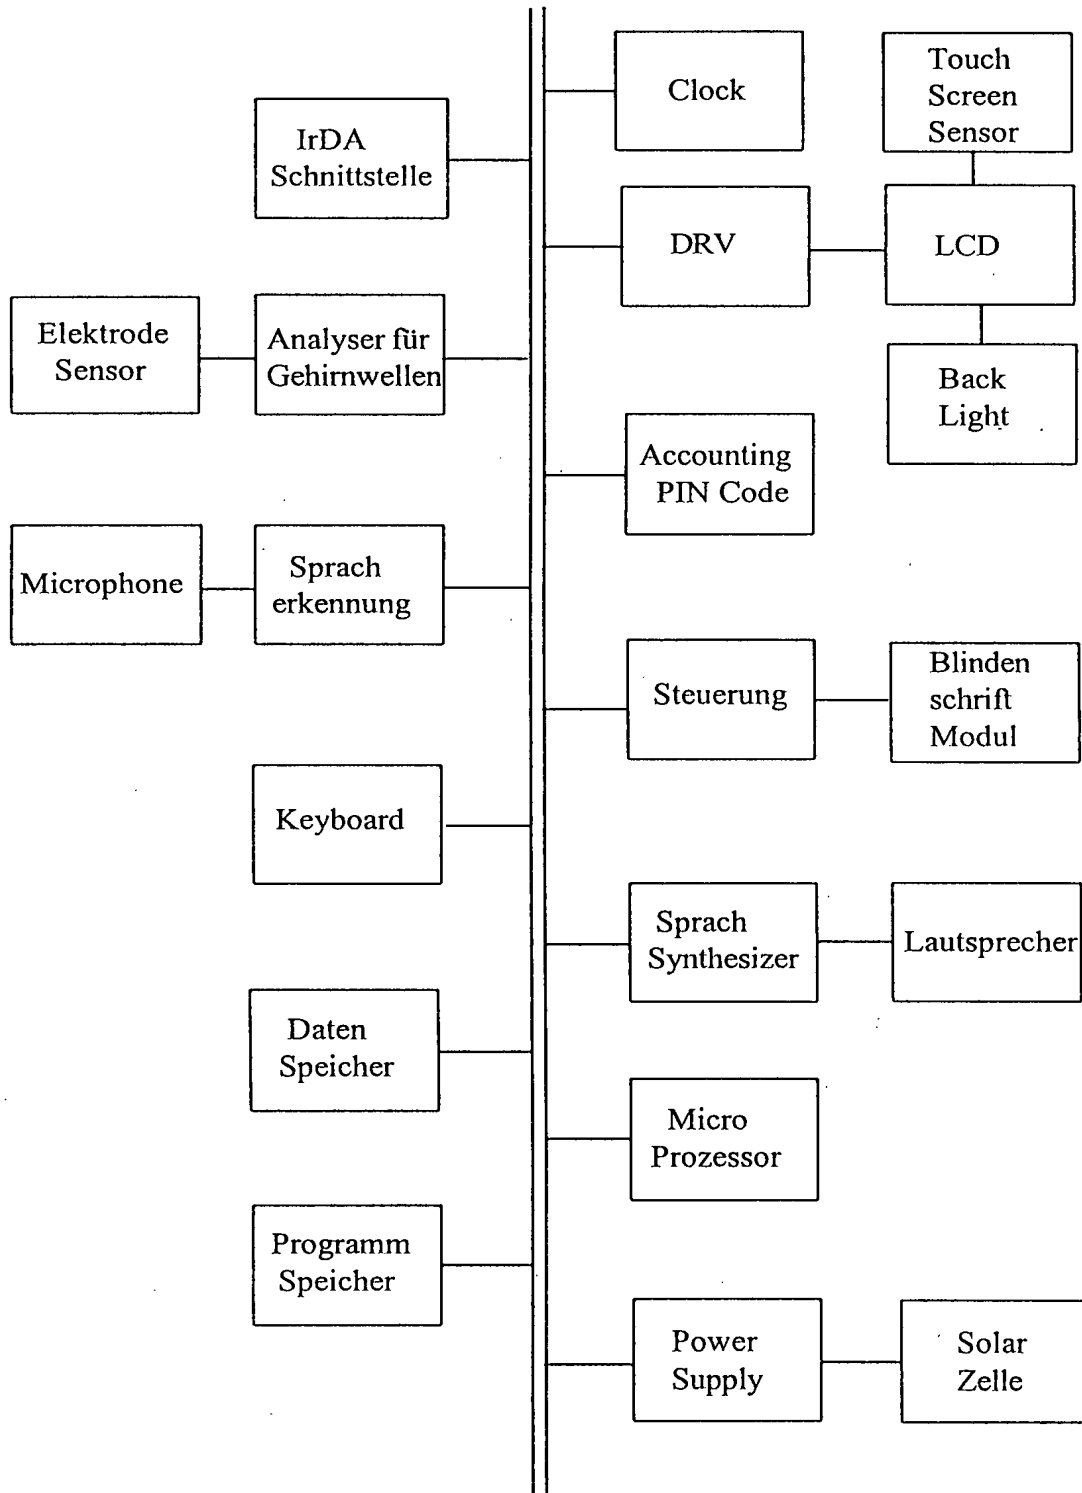 Clock
Touch
Screen
Sensor
IrDA
Schnittstelle
DRV
LCD
Elektrode
Sensor
Analyser für
Gehirnwellen
Back
Light
Accounting
PIN Code
Microphone
Sprach
erkennung
Steuerung
Blinden
schrift
Modul
Keyboard
Sprach
Synthesizer
Lautsprecher
Daten
Speicher
Micro
Prozessor
Programm
Speicher
Power
Supply
Solar
Zelle